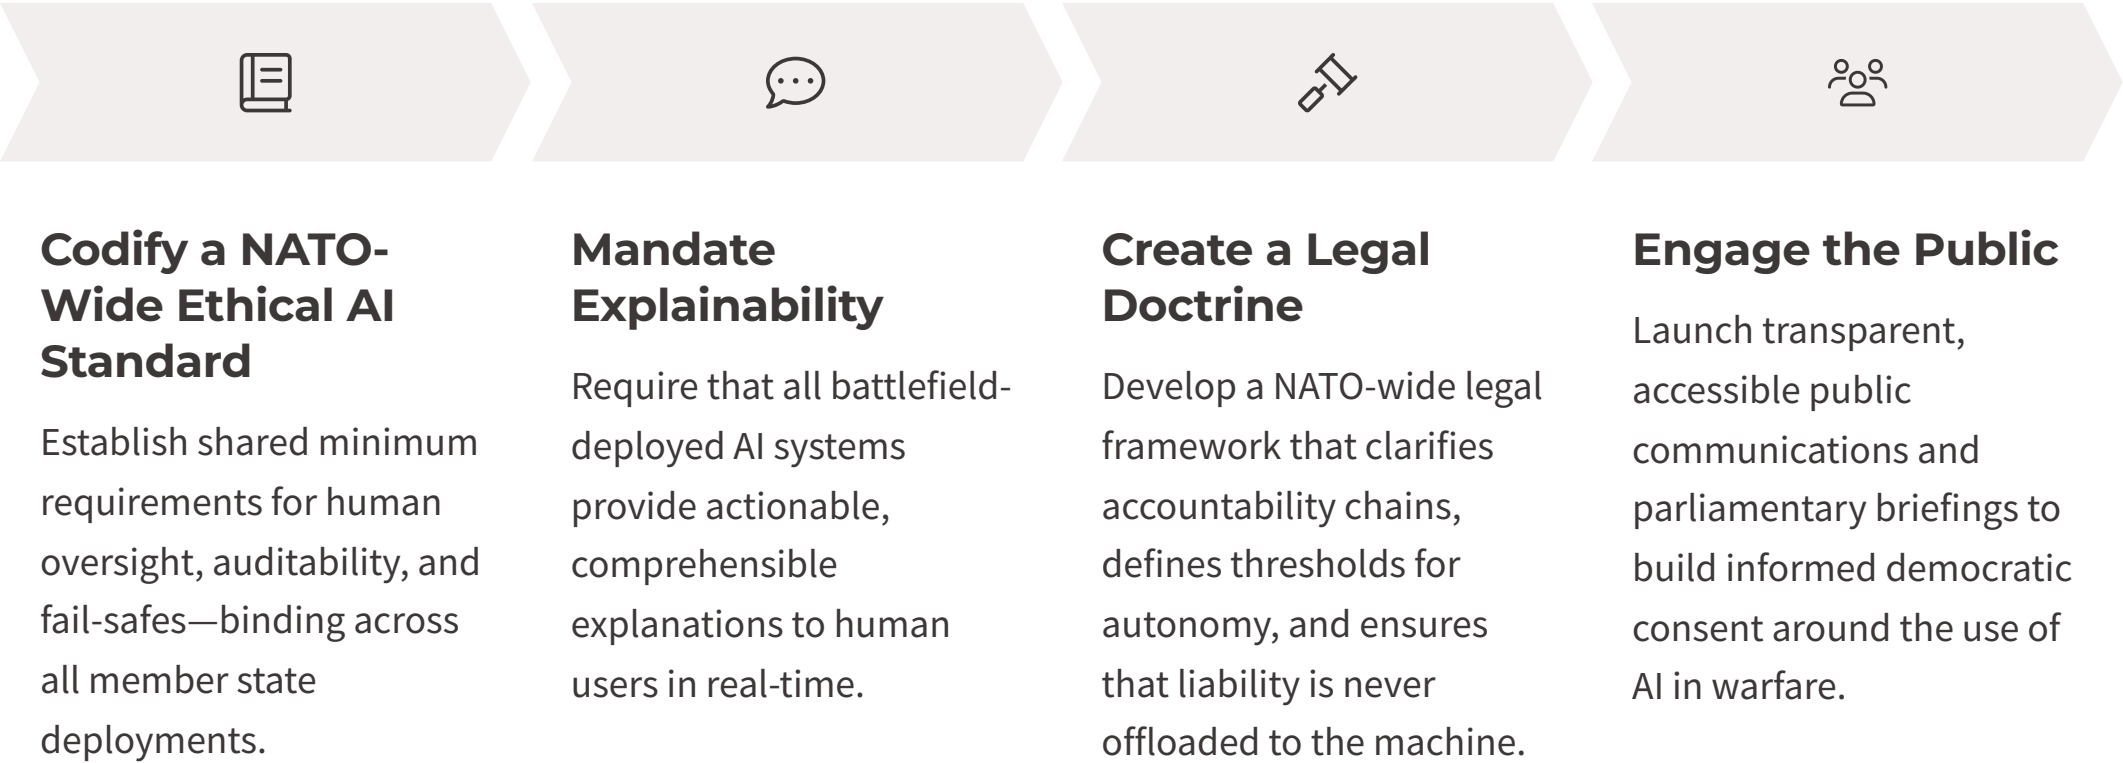 Codify a NATO-
Wide Ethical AI
Standard
Establish shared minimum
requirements for human
oversight, auditability, and
fail-safes—binding across
all member state
deployments.
Mandate
Explainability
Require that all battlefield-
deployed AI systems
provide actionable,
comprehensible
explanations to human
users in real-time.
Create a Legal
Doctrine
Develop a NATO-wide legal
framework that clarifies
accountability chains,
defines thresholds for
autonomy, and ensures
that liability is never
offloaded to the machine.
Engage the Public
Launch transparent,
accessible public
communications and
parliamentary briefings to
build informed democratic
consent around the use of
AI in warfare.